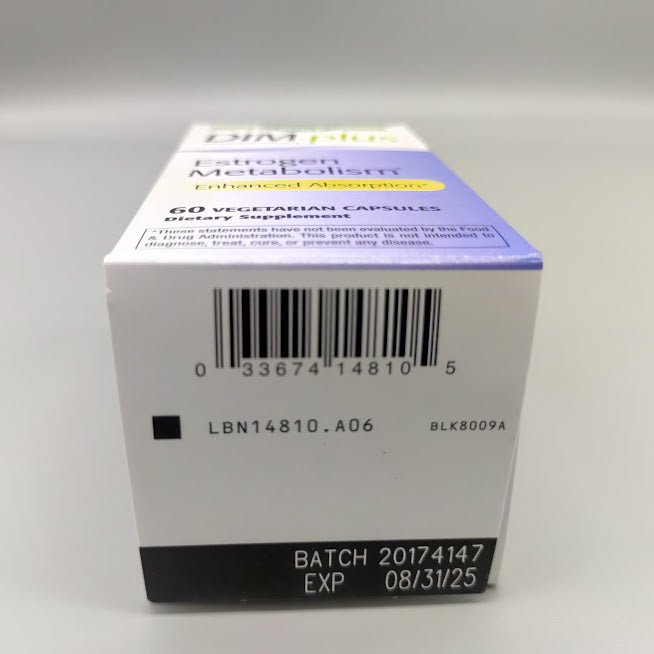 DIM plus™
Estrogen
Metabolism
Enhanced Absorption*
60 VEGETARIAN CAPSULES
Dietary Supplement
*These statements have not been evaluated by the Food
& Drug Administration. This product is not intended to
diagnose, treat, cure, or prevent any disease.
0 33674 14810 5
LBN14810.A06 BLK8009A
BATCH 20174147
EXP 08/31/25